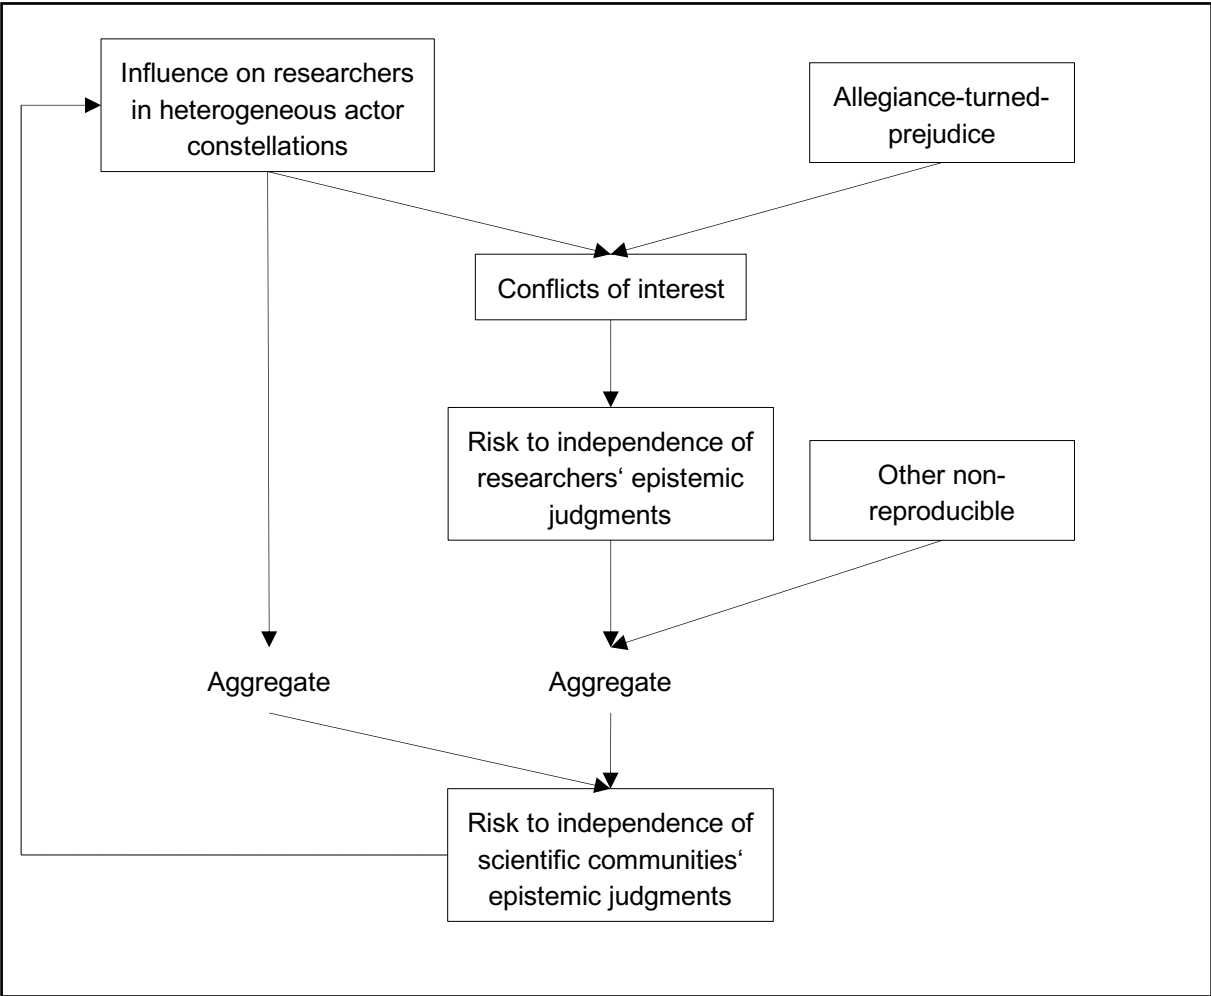 Influence on researchers
in heterogeneous actor
constellations
Allegiance-turned-
prejudice
Conflicts of interest
Risk to independence of
researchers‘ epistemic
judgments
Other non-
reproducible
Aggregate
Aggregate
Risk to independence of
scientific communities‘
epistemic judgments